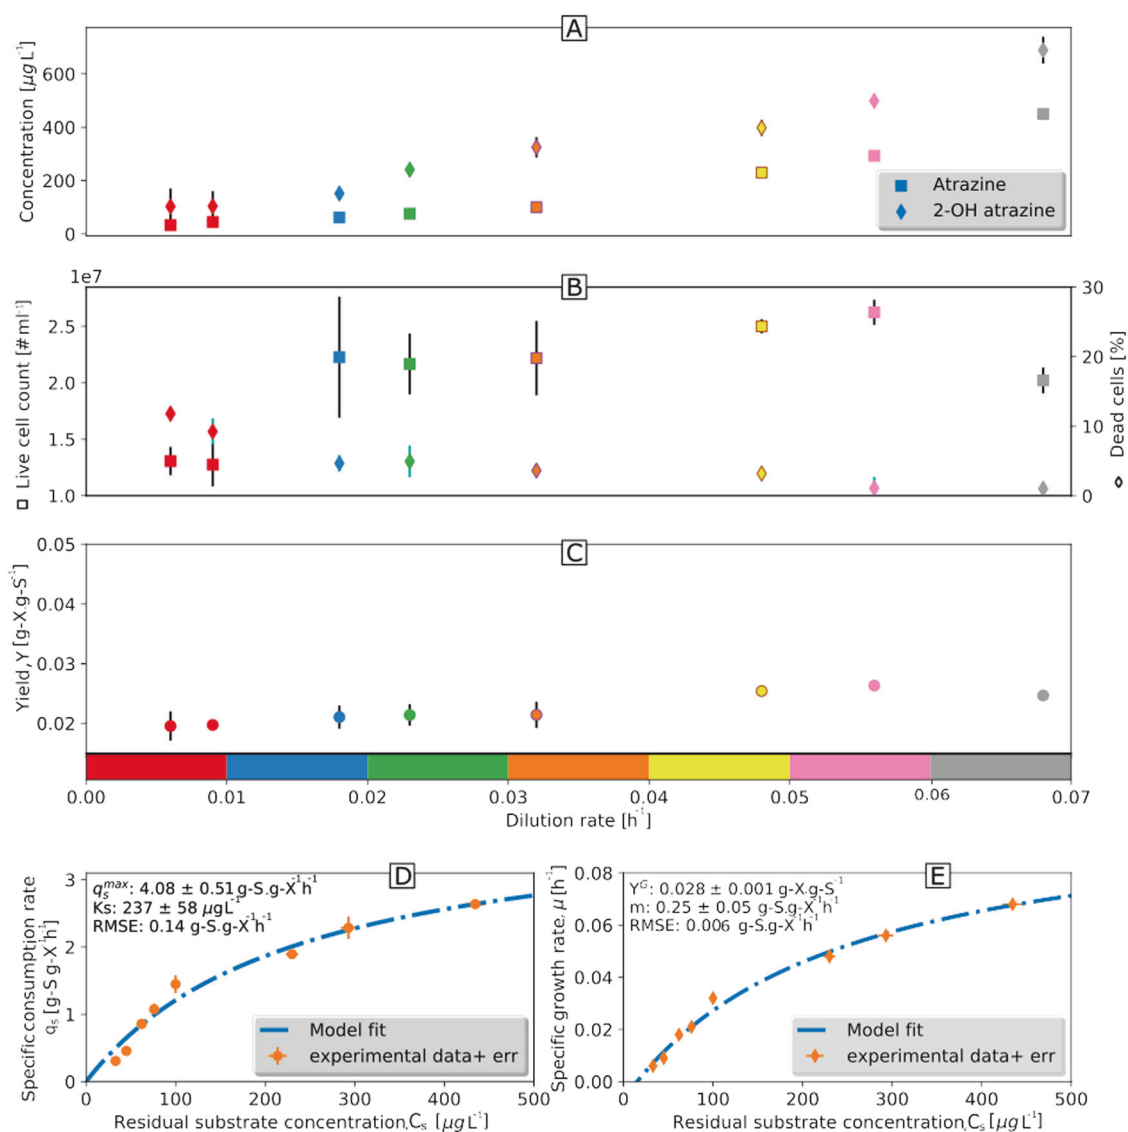 A
Concentration [µg L⁻¹]
600
400
200
0
Atrazine
2-OH atrazine
1e7
B
Live cell count [#ml⁻¹]
2.5
2.0
1.5
1.0
30
20
10
0
Dead cells [%]
C
Yield,Y [g-X.g-S⁻¹]
0.05
0.04
0.03
0.02
0.00 0.01 0.02 0.03 0.04 0.05 0.06 0.07
Dilution rate [h⁻¹]
D
Specific consumption rate
qₛ [g-S g-X⁻¹h⁻¹]
3
2
1
0
qₛᵐᵃˣ: 4.08 ± 0.51 g-S.g-X⁻¹h⁻¹
Ks: 237 ± 58 µgL⁻¹
RMSE: 0.14 g-S.g-X⁻¹h⁻¹
Model fit
experimental data+ err
0 100 200 300 400 500
Residual substrate concentration,Cₛ [µg L⁻¹]
E
Specific growth rate, µ [h⁻¹]
0.08
0.06
0.04
0.02
0.00
Yᴳ: 0.028 ± 0.001 g-X.g-S⁻¹
m: 0.25 ± 0.05 g-S.g-X⁻¹h⁻¹
RMSE: 0.006 g-S.g-X⁻¹h⁻¹
Model fit
experimental data+ err
0 100 200 300 400 500
Residual substrate concentration,Cₛ [µg L⁻¹]